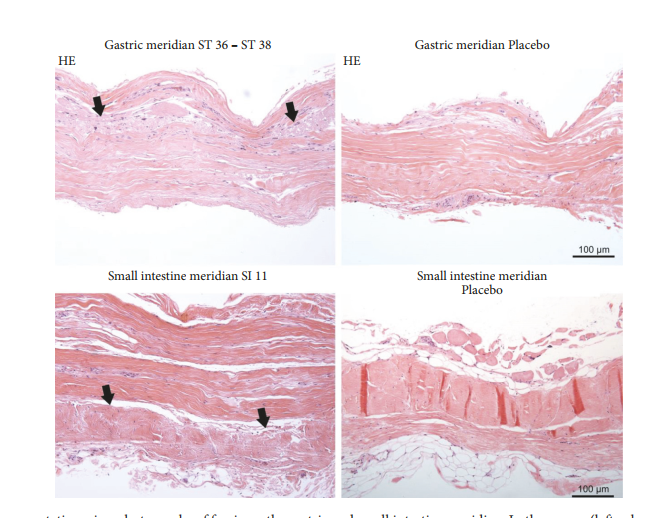 Gastric meridian ST 36 – ST 38
Gastric meridian Placebo
HE
HE
100 µm
Small intestine meridian SI 11
Small intestine meridian
Placebo
100 µm